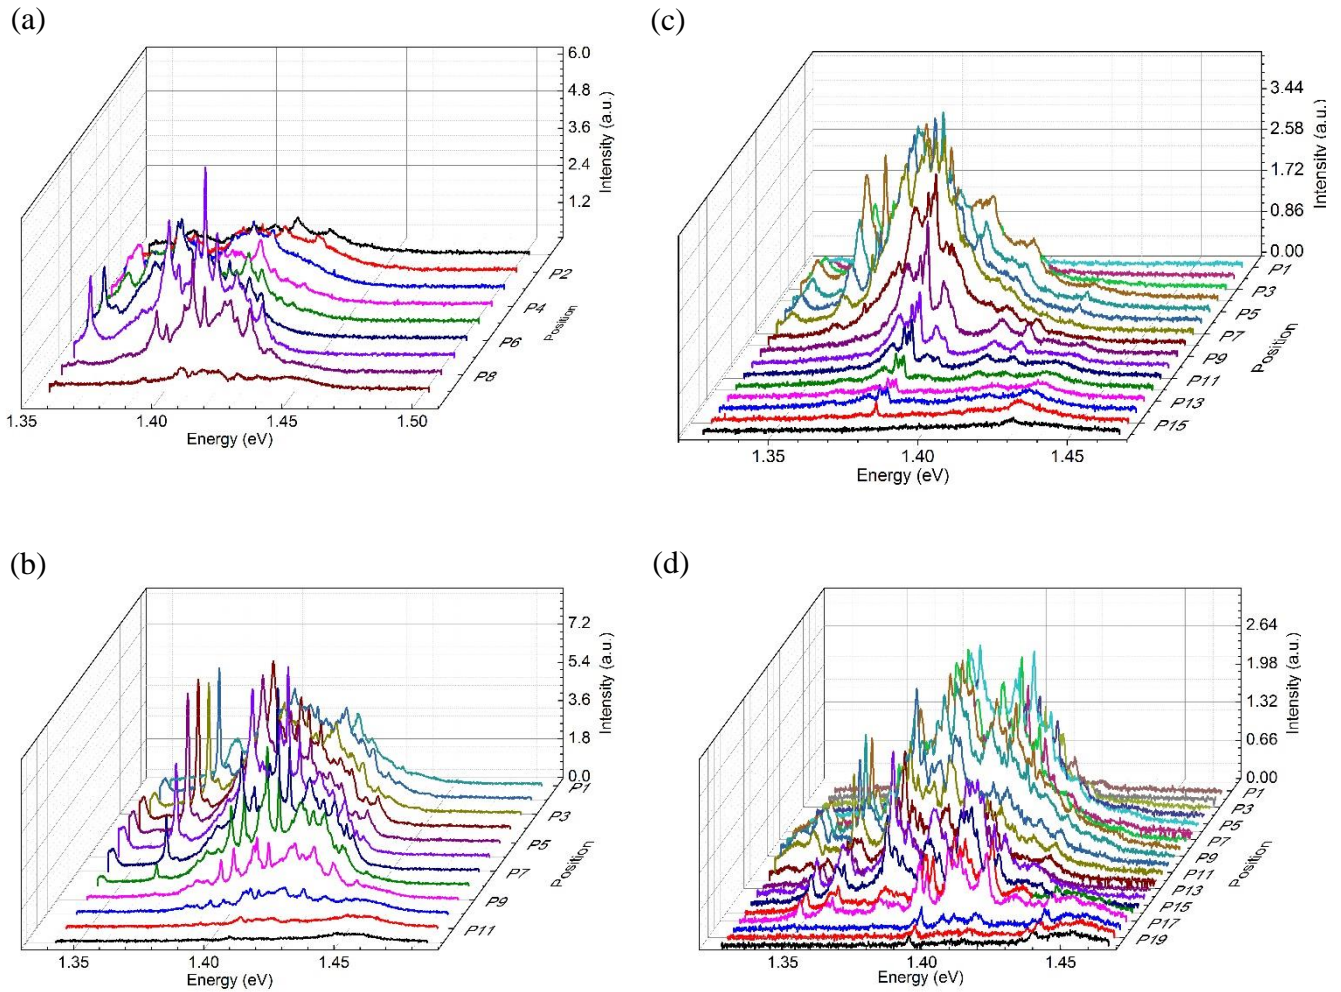 (a)
6.0
4.8
3.6
2.4
1.2
Intensity (a.u.)
P2
P4
P6
P8
Position
1.35
1.40
1.45
1.50
Energy (eV)
(c)
3.44
2.58
1.72
0.86
0.00
Intensity (a.u.)
P1
P3
P5
P7
P9
P11
P13
P15
Position
1.35
1.40
1.45
Energy (eV)
(b)
7.2
5.4
3.6
1.8
0.0
Intensity (a.u.)
P1
P3
P5
P7
P9
P11
Position
1.35
1.40
1.45
Energy (eV)
(d)
2.64
1.98
1.32
0.66
0.00
Intensity (a.u.)
P1
P3
P5
P7
P9
P11
P13
P15
P17
P19
Position
1.35
1.40
1.45
Energy (eV)